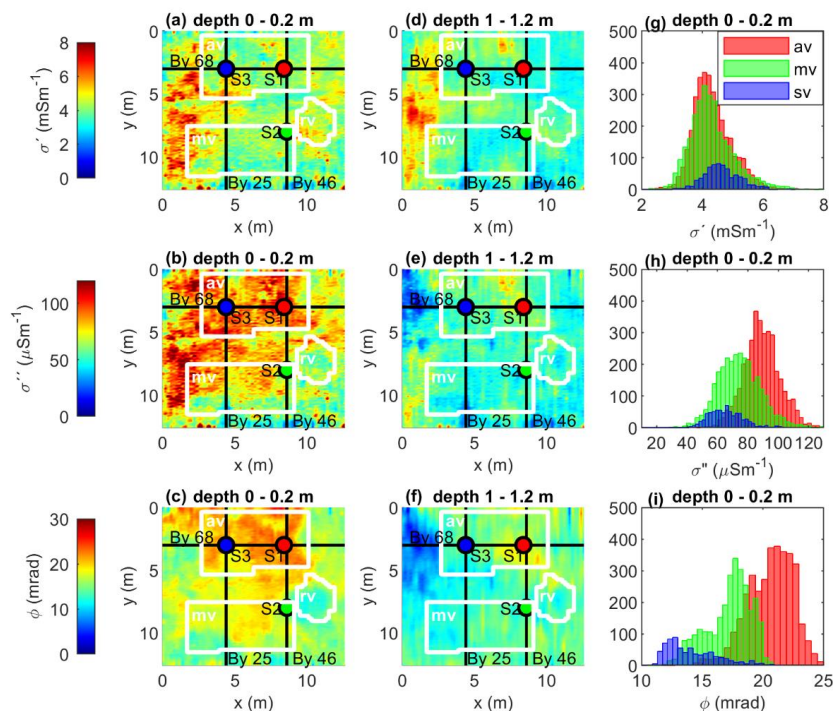 (a) depth 0 - 0.2 m
(d) depth 1 - 1.2 m
(g) depth 0 - 0.2 m
8
6
4
2
0
σ´ (mSm-1)
0
5
10
y (m)
av
By 68
S3
S1
S2
rv
mv
By 25
By 46
0 5 10
x (m)
0
5
10
y (m)
av
By 68
S3
S1
S2
rv
mv
By 25
By 46
0 5 10
x (m)
500
400
300
200
100
0
av
mv
sv
2 4 6 8
σ´ (mSm-1)
(b) depth 0 - 0.2 m
(e) depth 1 - 1.2 m
(h) depth 0 - 0.2 m
100
50
0
σ´´ (μSm-1)
0
5
10
y (m)
av
By 68
S3
S1
S2
rv
mv
By 25
By 46
0 5 10
x (m)
0
5
10
y (m)
av
By 68
S3
S1
S2
rv
mv
By 25
By 46
0 5 10
x (m)
500
400
300
200
100
0
20 40 60 80 100 120
σ" (μSm-1)
(c) depth 0 - 0.2 m
(f) depth 1 - 1.2 m
(i) depth 0 - 0.2 m
30
20
10
0
ϕ (mrad)
0
5
10
y (m)
av
By 68
S3
S1
S2
rv
mv
By 25
By 46
0 5 10
x (m)
0
5
10
y (m)
av
By 68
S3
S1
S2
rv
mv
By 25
By 46
0 5 10
x (m)
500
400
300
200
100
0
10 15 20 25
ϕ (mrad)